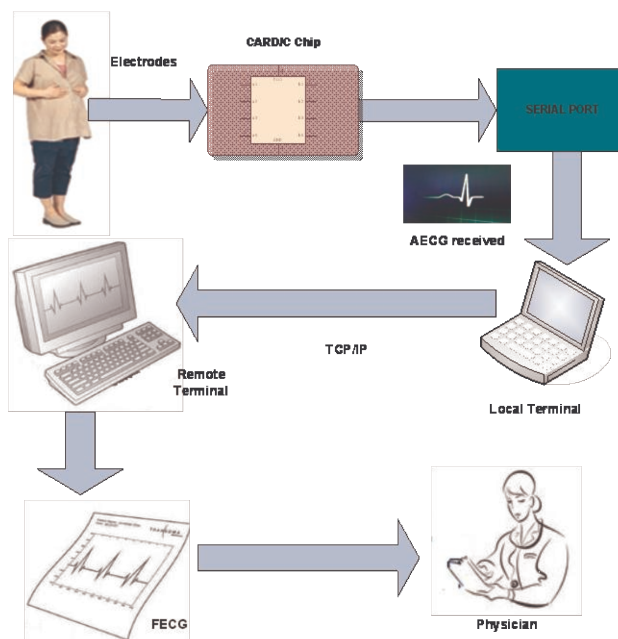 CARDIC Chip
Electrodes
SERIAL PORT
AECG received
TCP/IP
Remote
Terminal
Local Terminal
FECG
Physician